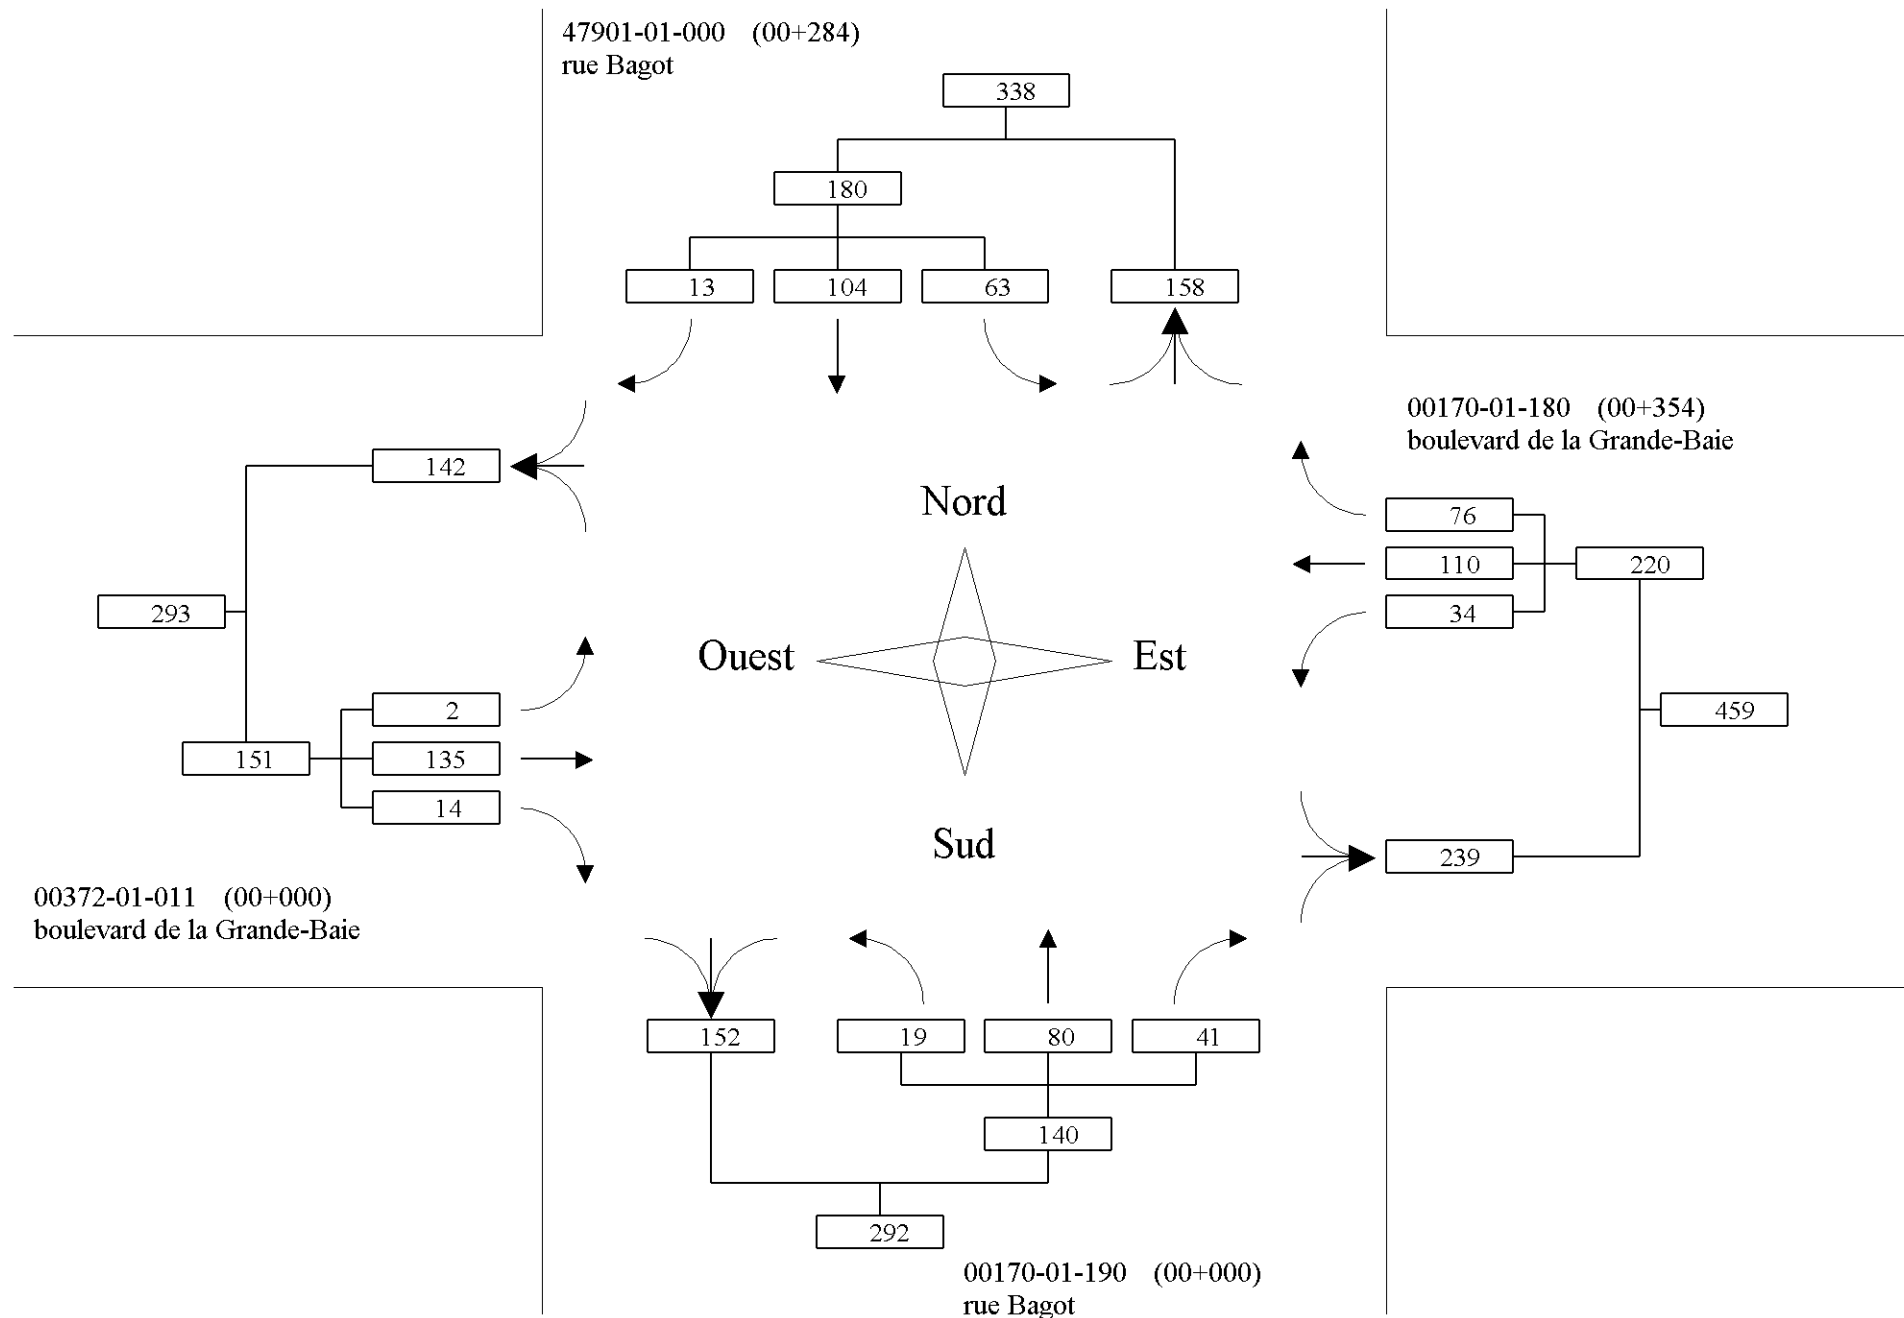 47901-01-000 (00+284)
rue Bagot
338
180
13 104 63 158
00170-01-180 (00+354)
boulevard de la Grande-Baie
142
Nord
76
110 220
34
293
Ouest Est
2
459
151 135
14
Sud
239
00372-01-011 (00+000)
boulevard de la Grande-Baie
152 19 80 41
140
292
00170-01-190 (00+000)
rue Bagot